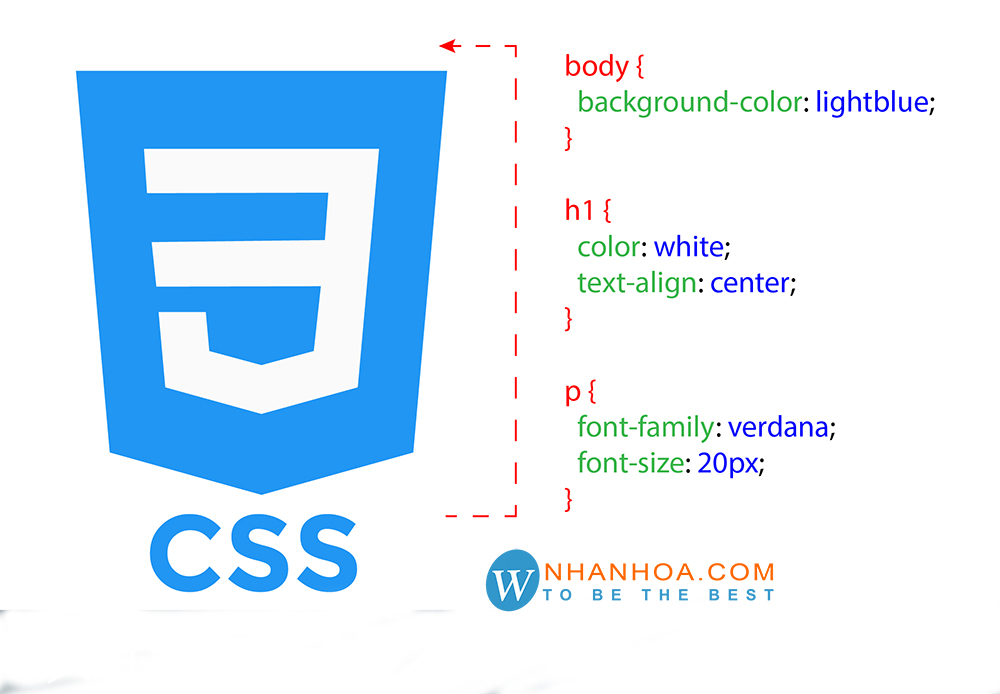 body {
background-color: lightblue;
}
h1 {
color: white;
text-align: center;
}
p {
font-family: verdana;
font-size: 20px;
}
CSS
W NHANHOA.COM
TO BE THE BEST